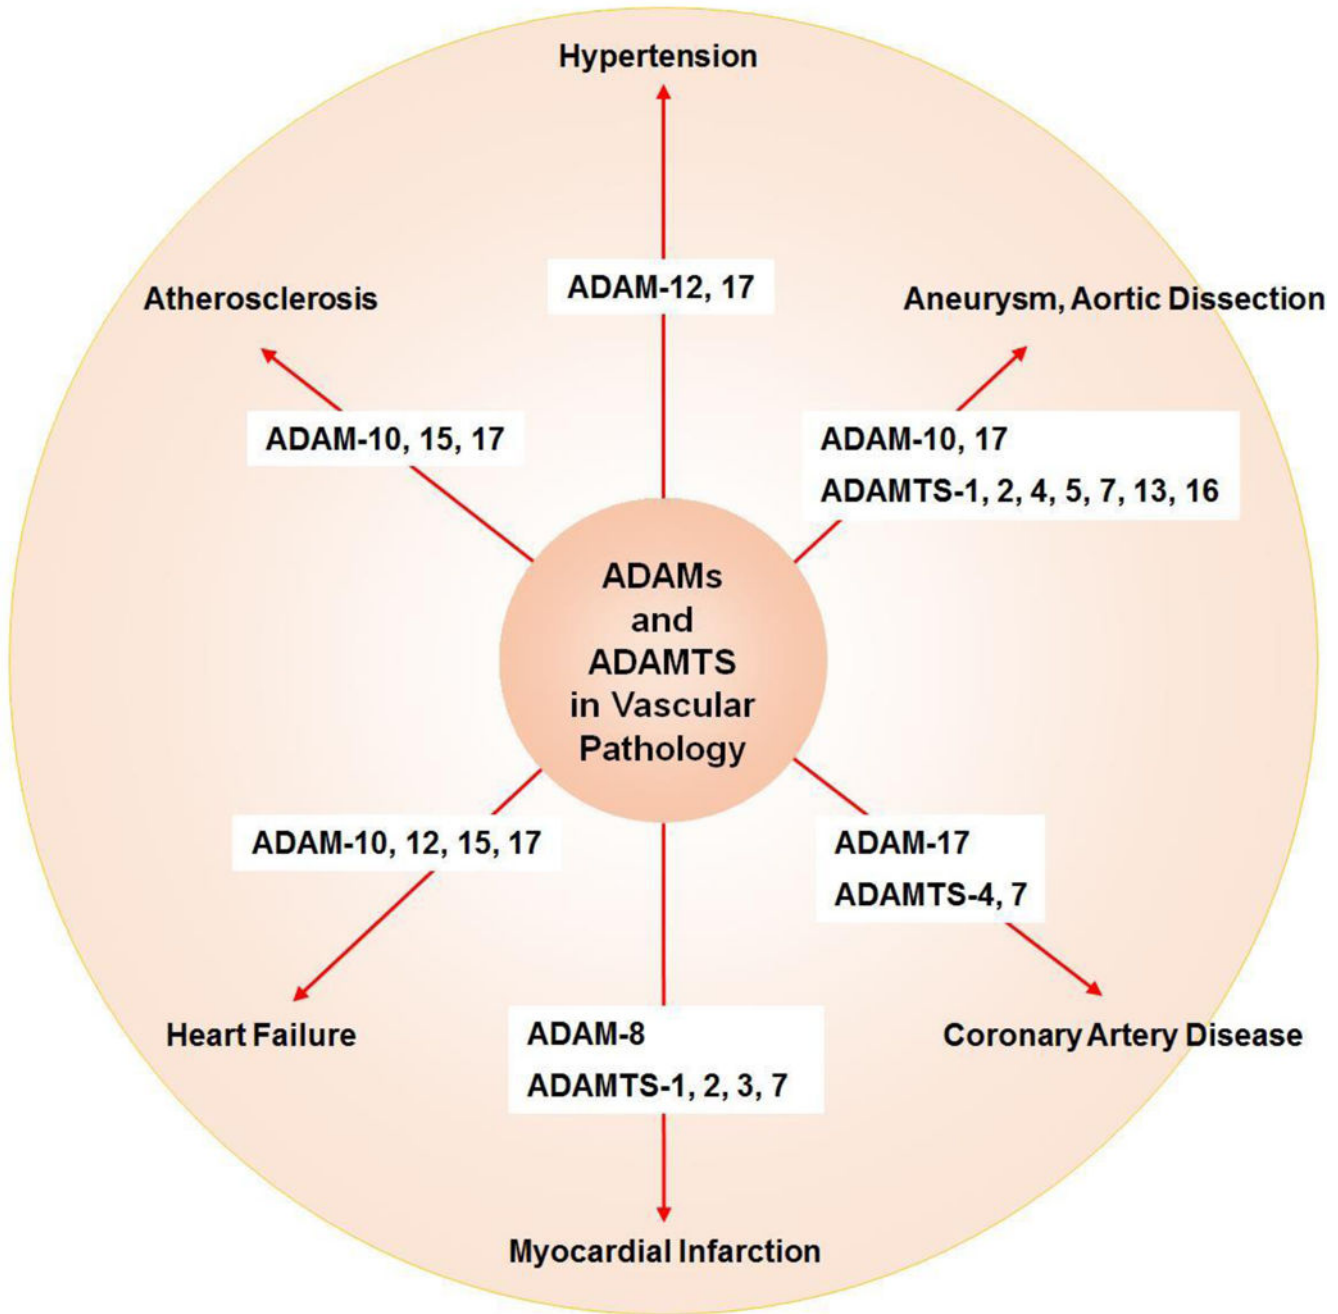 Hypertension
ADAM-12, 17
Atherosclerosis
ADAM-10, 15, 17
Aneurysm, Aortic Dissection
ADAM-10, 17
ADAMTS-1, 2, 4, 5, 7, 13, 16
ADAMs
and
ADAMTS
in Vascular
Pathology
ADAM-10, 12, 15, 17
Heart Failure
ADAM-17
ADAMTS-4, 7
Coronary Artery Disease
ADAM-8
ADAMTS-1, 2, 3, 7
Myocardial Infarction